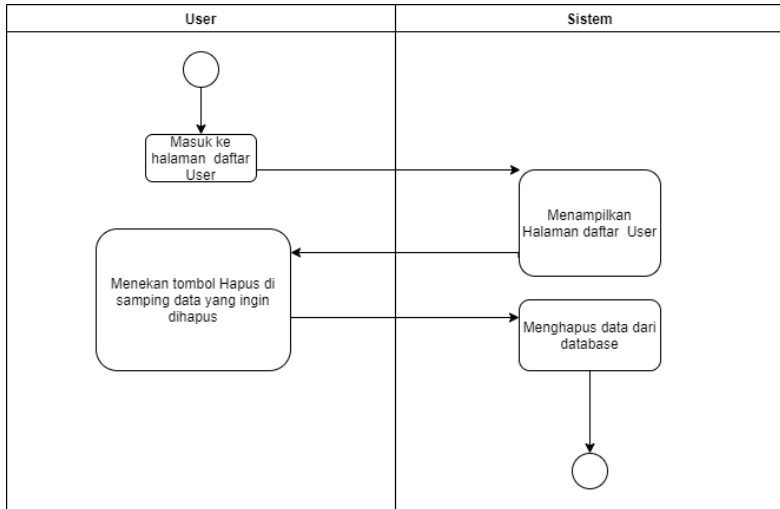 User
Sistem
Masuk ke
halaman daftar
User
Menampilkan
Halaman daftar User
Menekan tombol Hapus di
samping data yang ingin
dihapus
Menghapus data dari
database